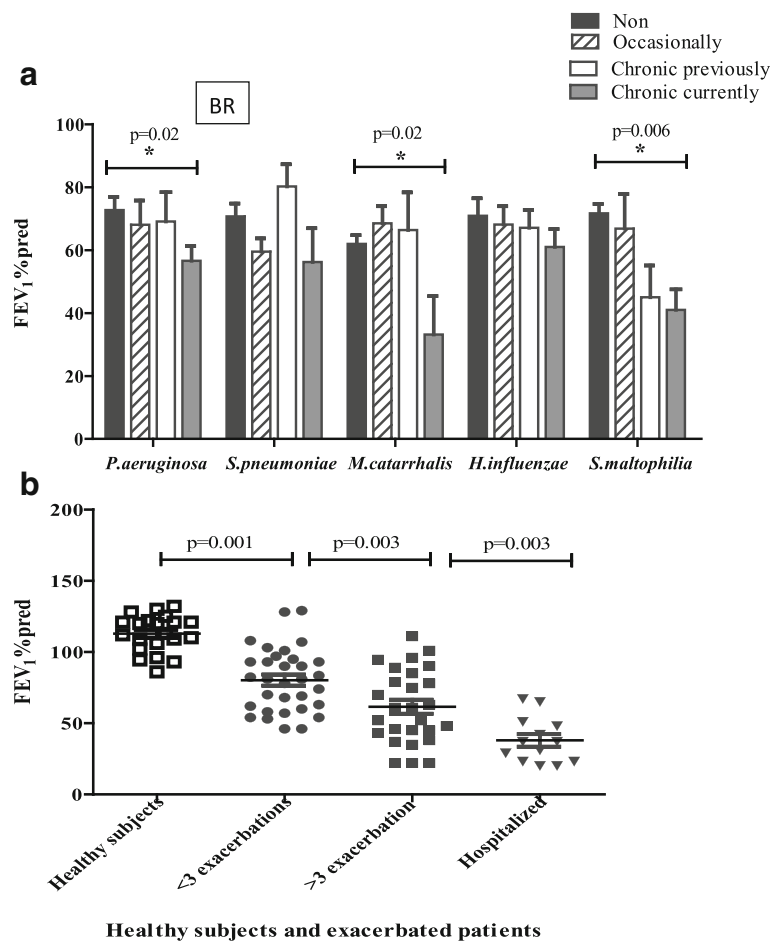 Non
Occasionally
Chronic previously
Chronic currently
a
BR
p=0.02
*
p=0.02
*
p=0.006
*
100
80
60
40
20
0
FEV1%pred
P.aeruginosa S.pneumoniae M.catarrhalis H.influenzae S.maltophilia
b
200
150
100
50
0
FEV1%pred
p=0.001 p=0.003 p=0.003
Healthy subjects
<3 exacerbations
>3 exacerbation
Hospitalized
Healthy subjects and exacerbated patients